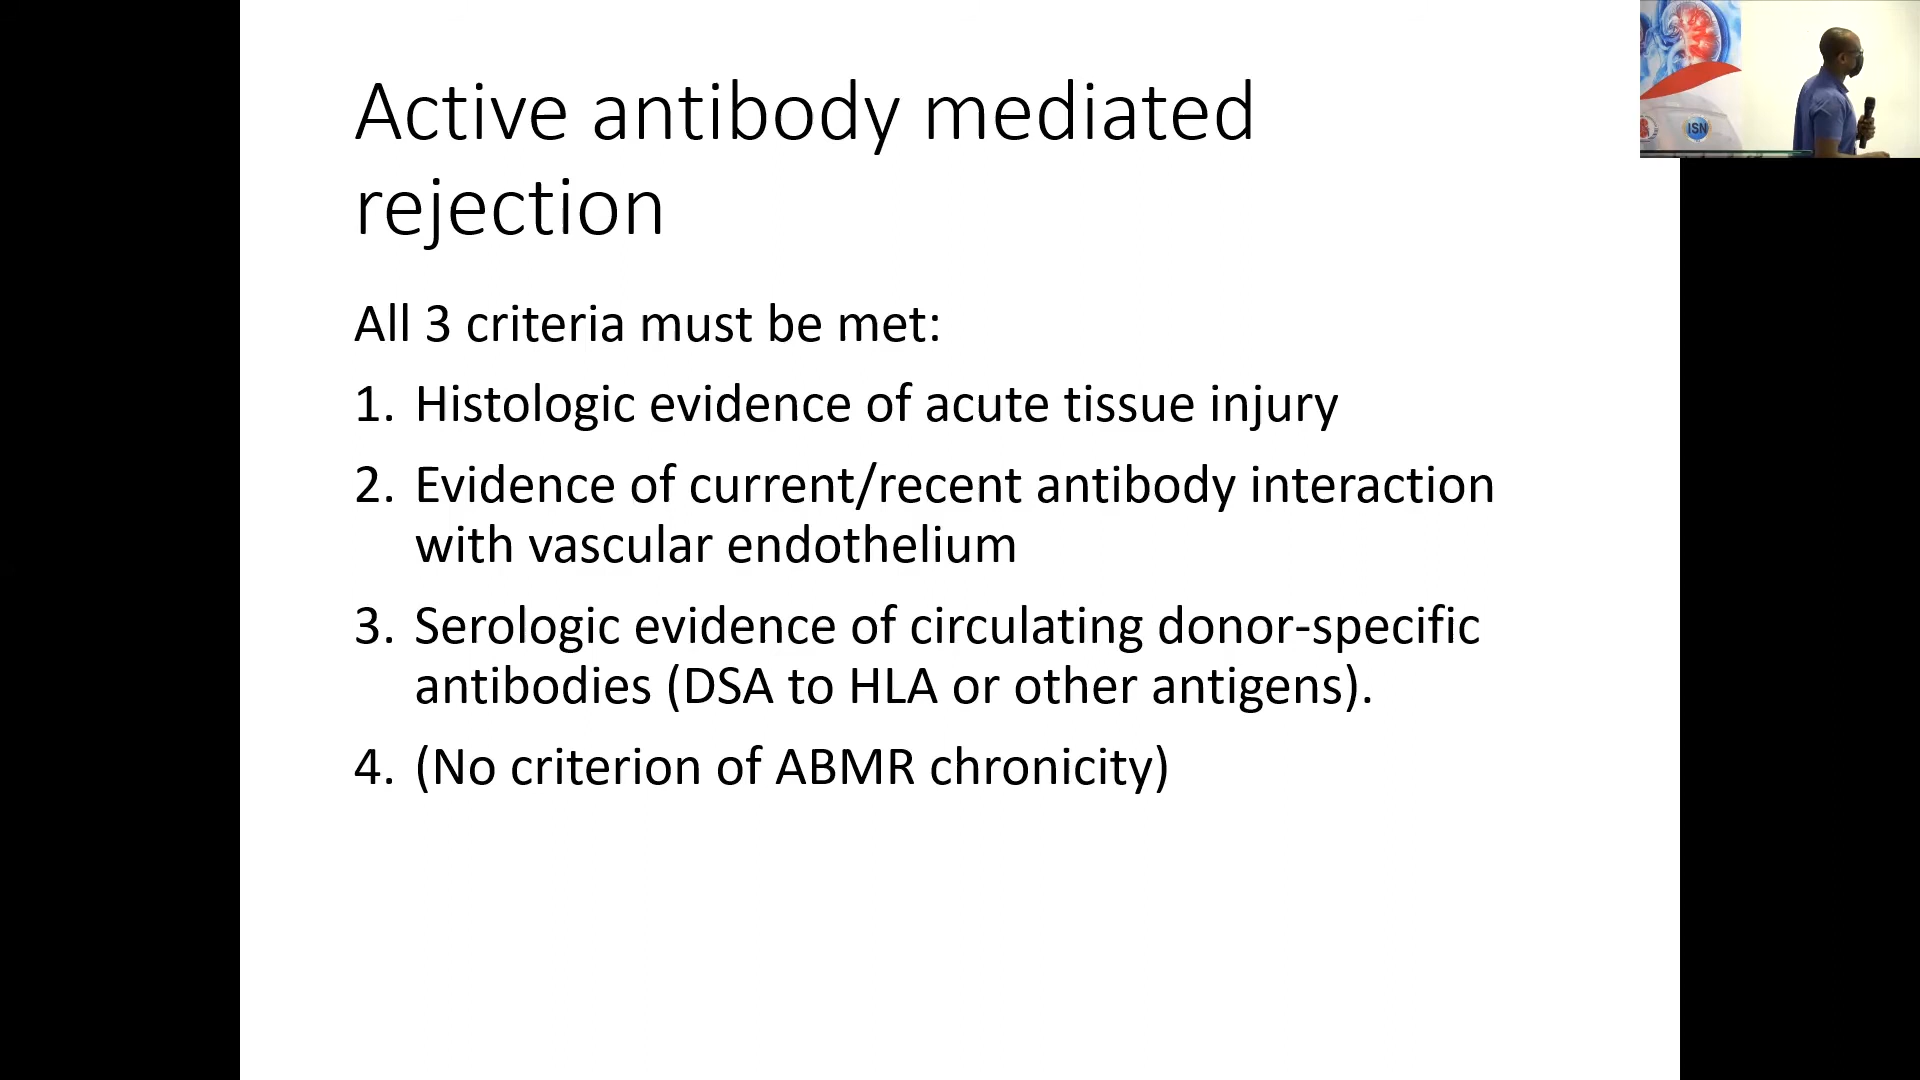 Active antibody mediated
rejection
All 3 criteria must be met:
1. Histologic evidence of acute tissue injury
2. Evidence of current/recent antibody interaction
with vascular endothelium
3. Serologic evidence of circulating donor-specific
antibodies (DSA to HLA or other antigens).
4. (No criterion of ABMR chronicity)
ISN